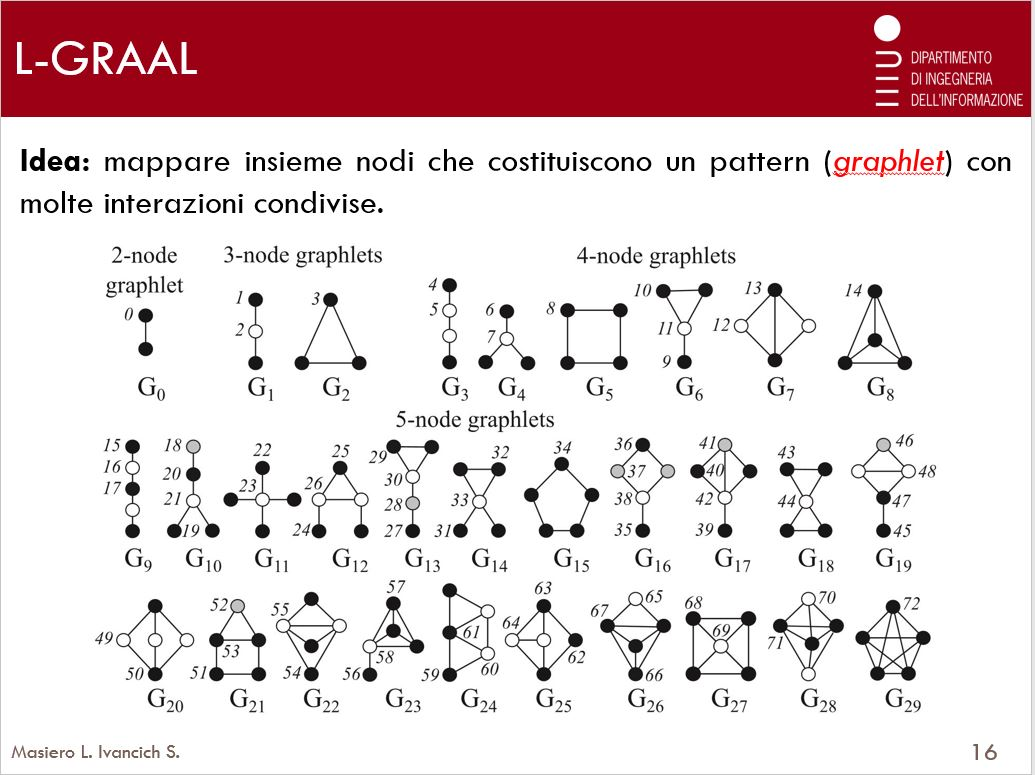 L-GRAAL
DIPARTIMENTO
DI INGEGNERIA
DELL'INFORMAZIONE
Idea: mappare insieme nodi che costituiscono un pattern (graphlet) con
molte interazioni condivise.
2-node
graphlet
3-node graphlets
4-node graphlets
0
1
2
3
4
5
6
7
8
10
11
9
13
12
14
G0
G1
G2
G3
G4
G5
G6
G7
G8
5-node graphlets
15
16
17
18
20
21
19
22
23
25
26
24
29
30
28
27
32
33
31
34
36
37
38
35
41
40
42
39
43
44
46
48
47
45
G9
G10
G11
G12
G13
G14
G15
G16
G17
G18
G19
49
50
52
53
51
55
54
57
58
56
61
60
59
63
64
62
65
67
66
68
69
70
71
72
G20
G21
G22
G23
G24
G25
G26
G27
G28
G29
Masiero L. Ivancich S.
16